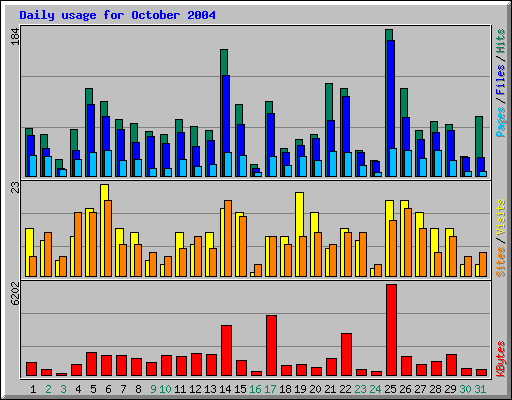 Daily usage for October 2004
184
Pages / Files / Hits
23
Sites / Visits
6202
KBytes
1 2 3 4 5 6 7 8 9 10 11 12 13 14 15 16 17 18 19 20 21 22 23 24 25 26 27 28 29 30 31